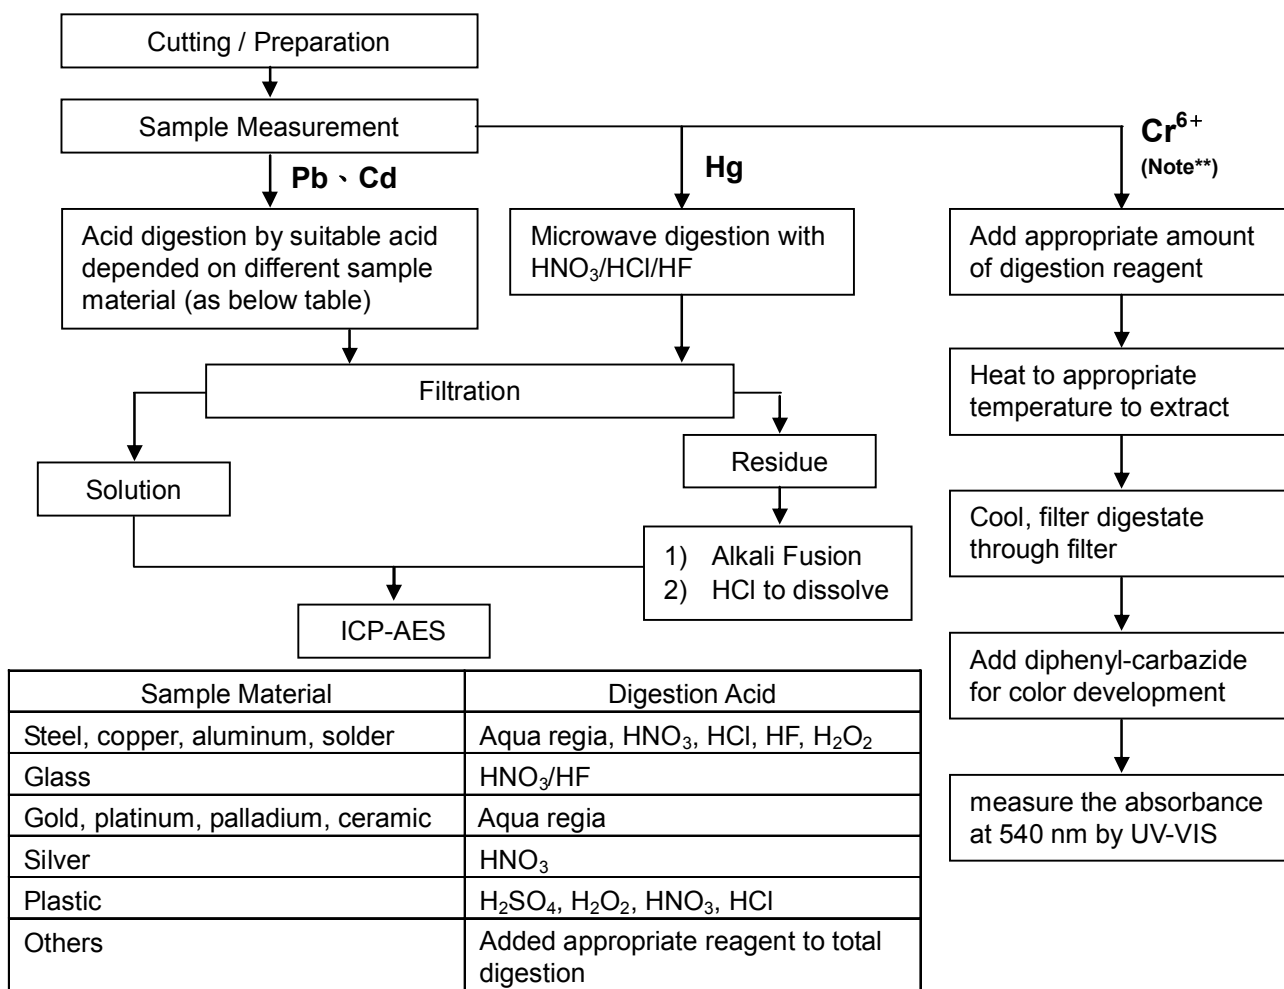 Cutting / Preparation
Sample Measurement
Pb、Cd
Hg
Cr⁶⁺
(Note**)
Acid digestion by suitable acid
depended on different sample
material (as below table)
Microwave digestion with
HNO₃/HCl/HF
Add appropriate amount
of digestion reagent
Filtration
Heat to appropriate
temperature to extract
Solution
Residue
Cool, filter digestate
through filter
1) Alkali Fusion
2) HCl to dissolve
ICP-AES
Add diphenyl-carbazide
for color development
measure the absorbance
at 540 nm by UV-VIS
Sample Material Digestion Acid
Steel, copper, aluminum, solder Aqua regia, HNO₃, HCl, HF, H₂O₂
Glass HNO₃/HF
Gold, platinum, palladium, ceramic Aqua regia
Silver HNO₃
Plastic H₂SO₄, H₂O₂, HNO₃, HCl
Others Added appropriate reagent to total
digestion